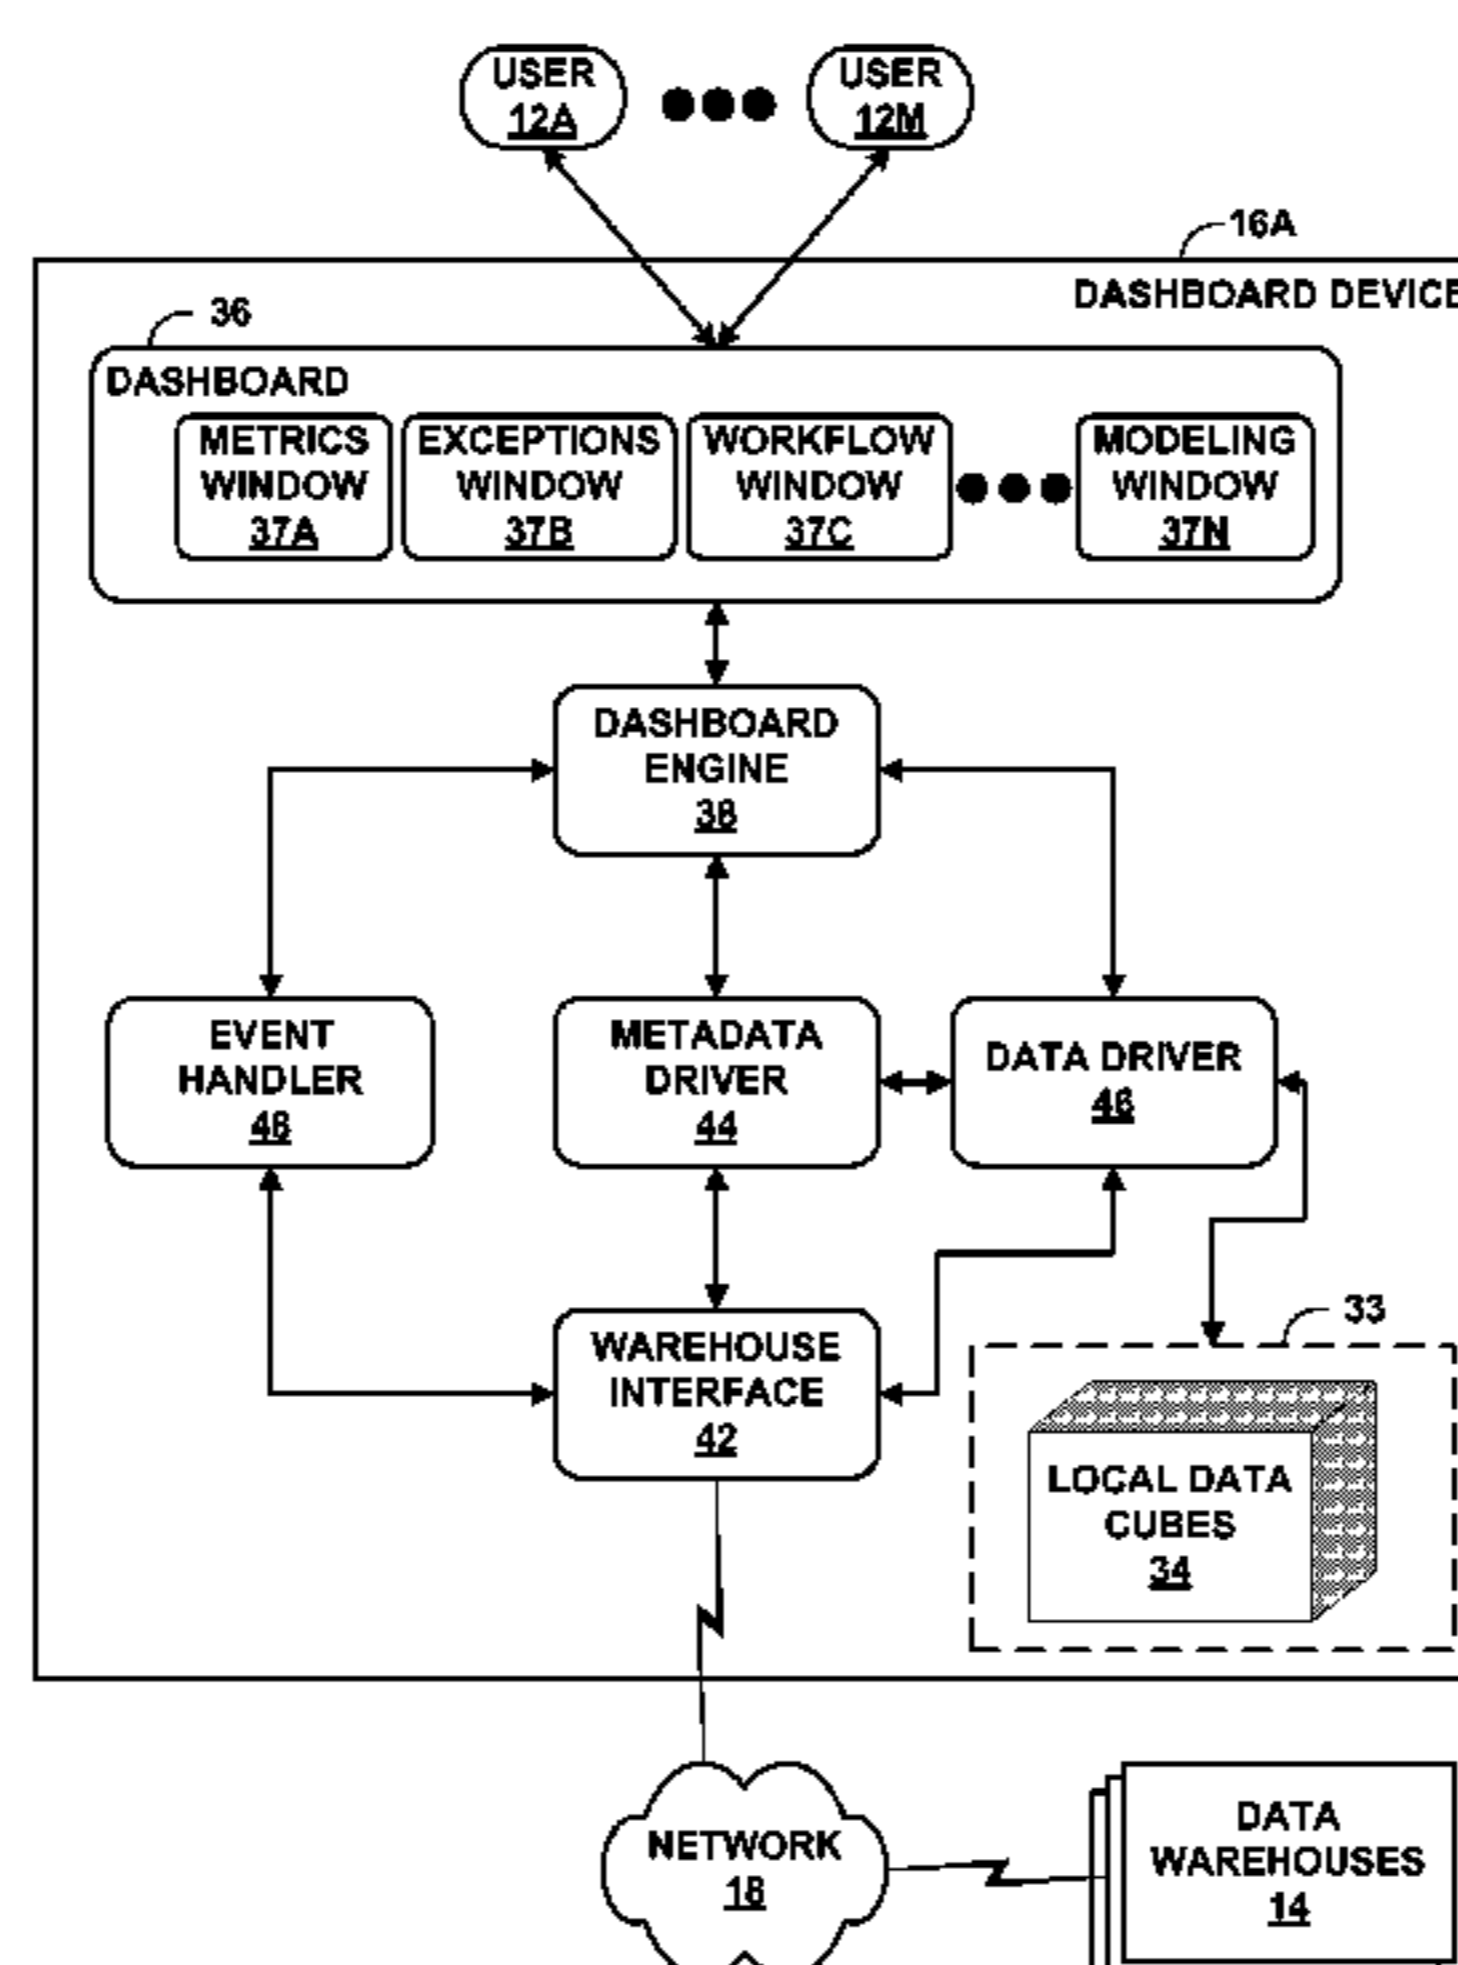 USER
12A
USER
12M
16A
DASHBOARD DEVICE
36
DASHBOARD
METRICS
WINDOW
37A
EXCEPTIONS
WINDOW
37B
WORKFLOW
WINDOW
37C
MODELING
WINDOW
37N
DASHBOARD
ENGINE
38
EVENT
HANDLER
48
METADATA
DRIVER
44
DATA DRIVER
46
WAREHOUSE
INTERFACE
42
33
LOCAL DATA
CUBES
34
NETWORK
18
DATA
WAREHOUSES
14